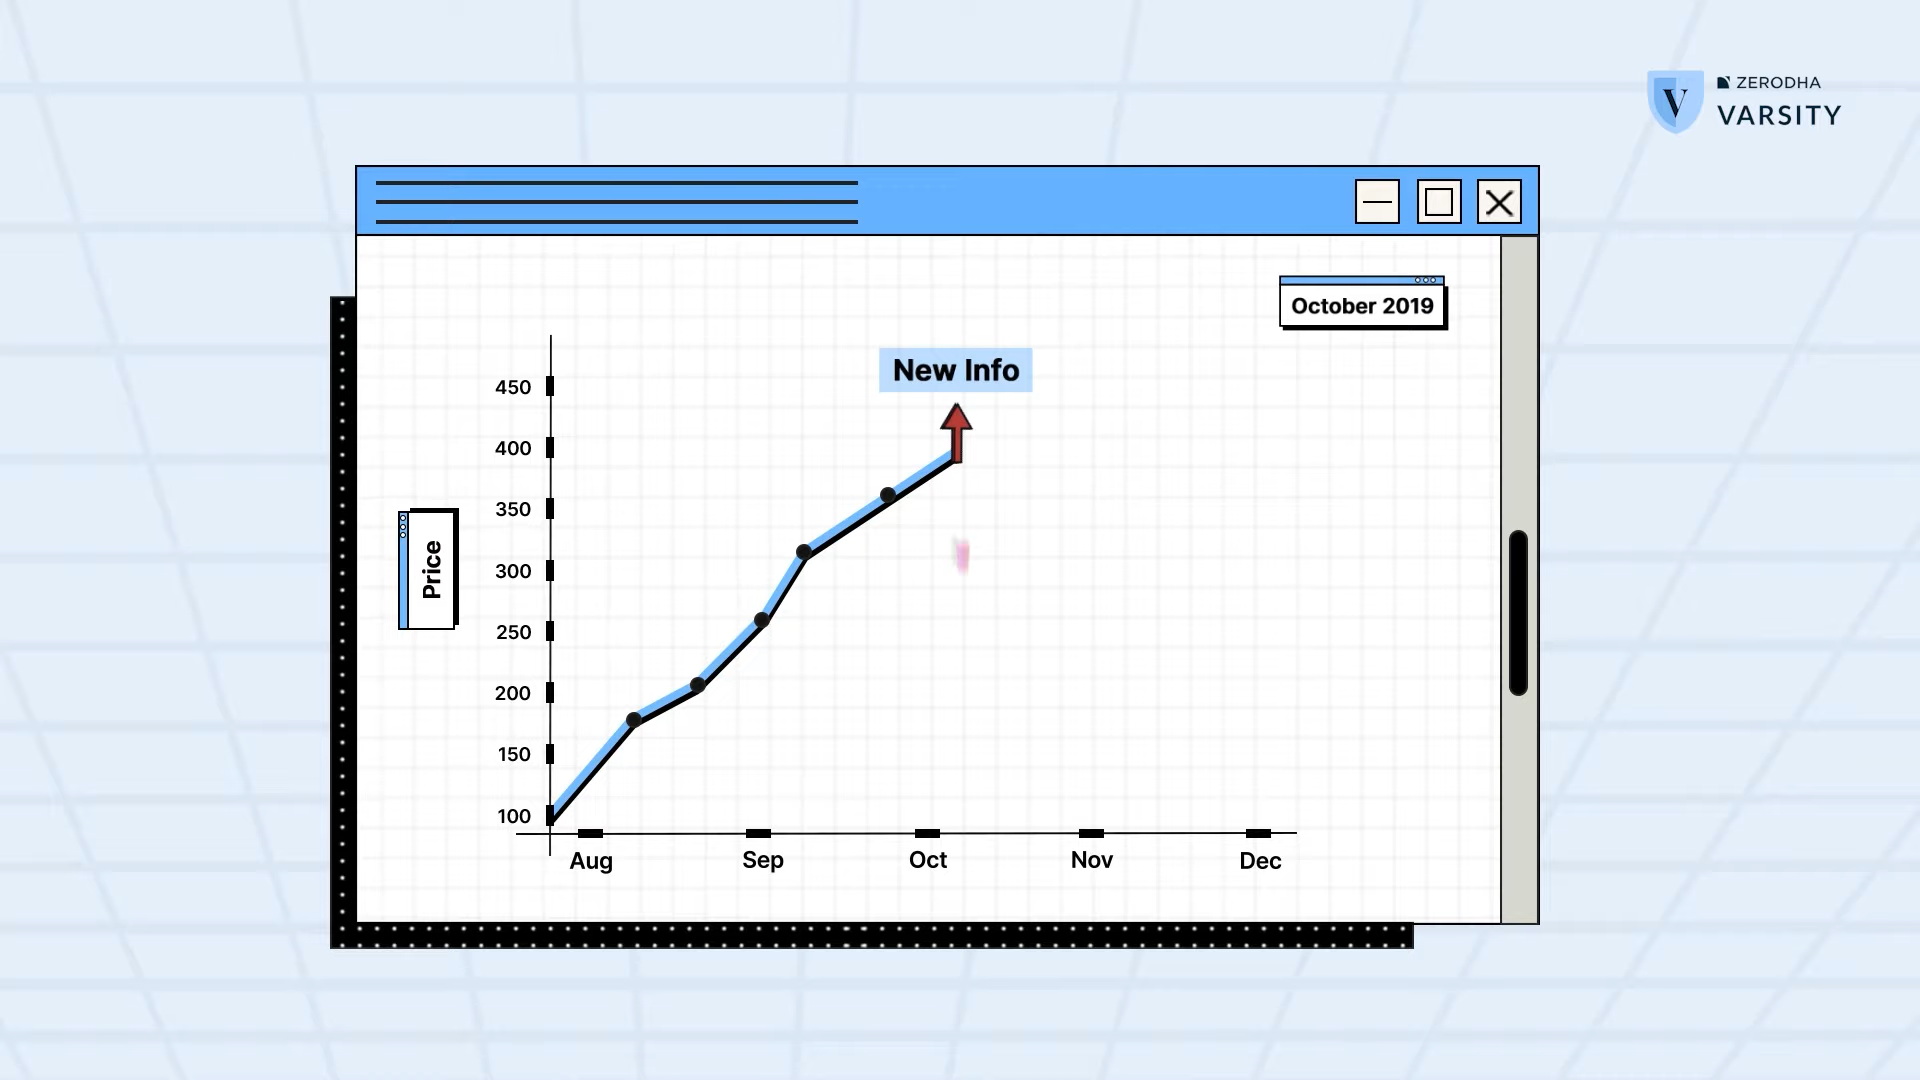 ZERODHA
VARSITY
October 2019
New Info
450
400
350
300
250
200
150
100
Price
Aug Sep Oct Nov Dec